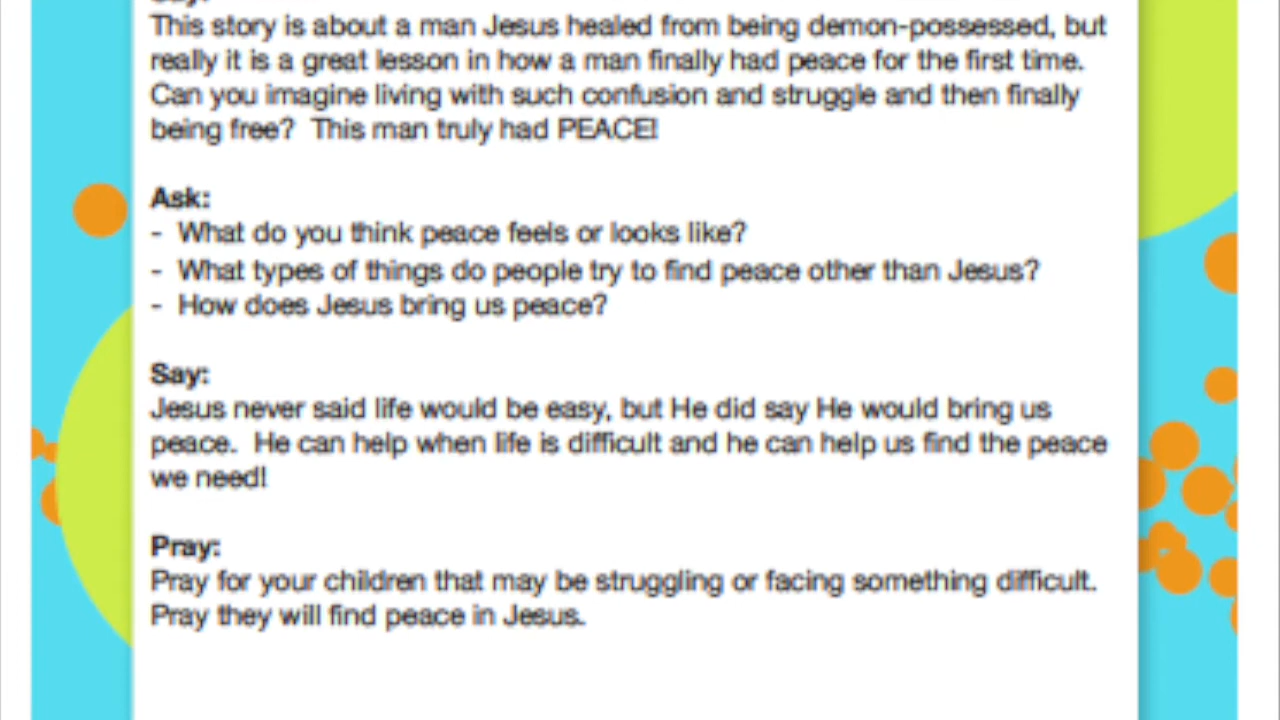 This story is about a man Jesus healed from being demon-possessed, but
really it is a great lesson in how a man finally had peace for the first time.
Can you imagine living with such confusion and struggle and then finally
being free?  This man truly had PEACE!
Ask:
- What do you think peace feels or looks like?
- What types of things do people try to find peace other than Jesus?
- How does Jesus bring us peace?
Say:
Jesus never said life would be easy, but He did say He would bring us
peace.  He can help when life is difficult and he can help us find the peace
we need!
Pray:
Pray for your children that may be struggling or facing something difficult.
Pray they will find peace in Jesus.